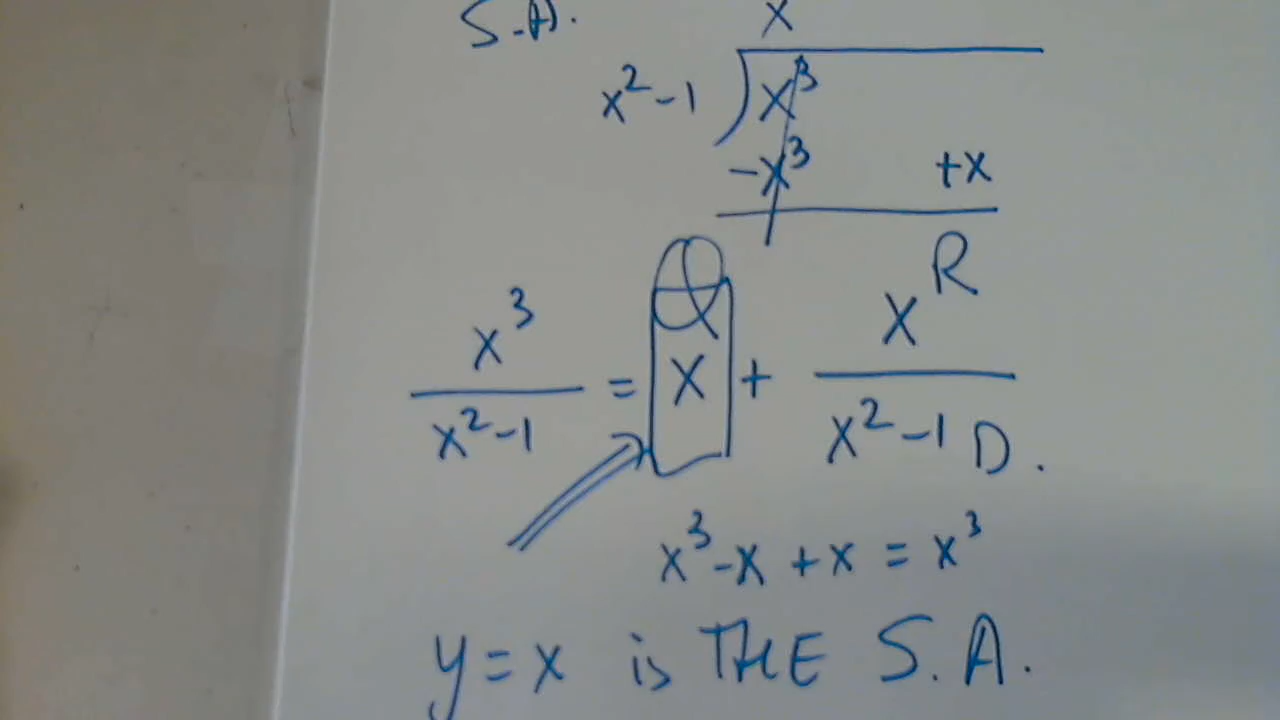 S.A.
x
x²-1 ) x³
-x³ +x
R
Q
x³ / x²-1 = x + x / x²-1 D.
x³-x+x = x³
y=x is THE S.A.